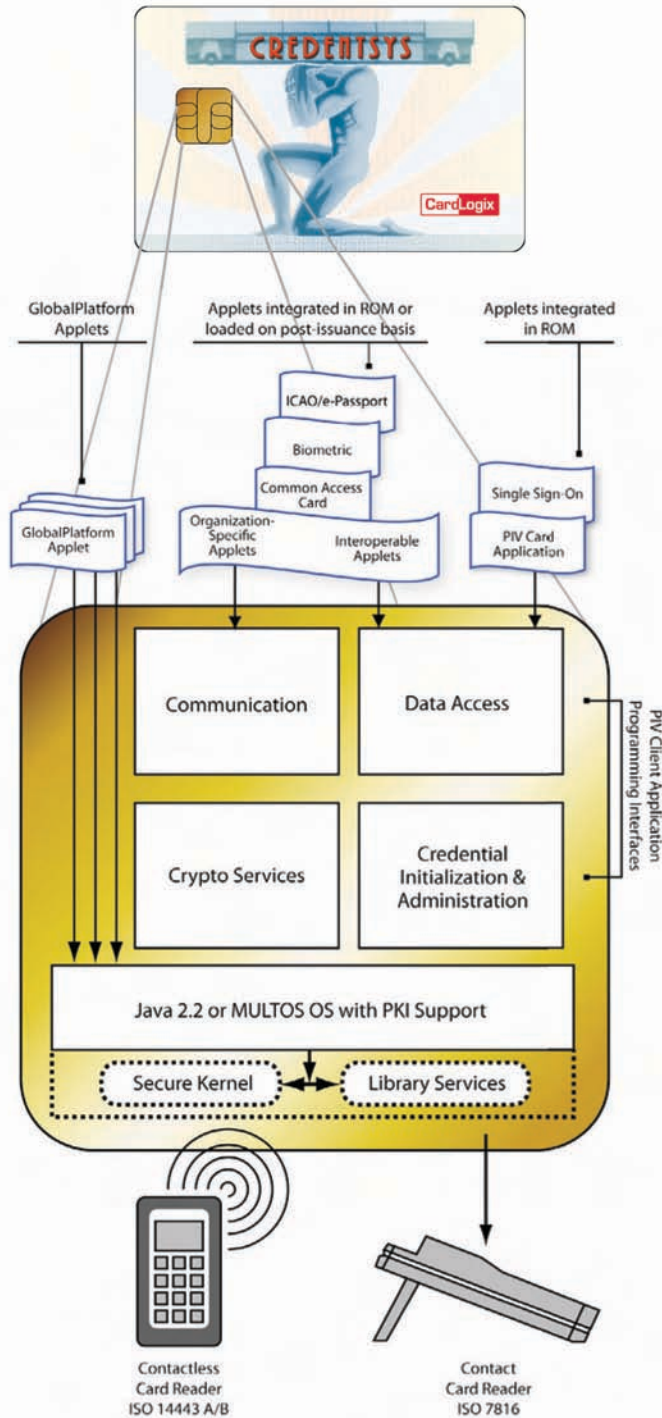 CREDENTSYS
CardLogix
GlobalPlatform
Applets
Applets integrated in ROM or
loaded on post-issuance basis
Applets integrated
in ROM
ICAO/e-Passport
Biometric
Common Access
Card
Single Sign-On
GlobalPlatform
Applet
Organization-
Specific Applets
Interoperable
Applets
PIV Card
Application
Communication
Data Access
PIV Client Application
Programming Interfaces
Crypto Services
Credential
Initialization &
Administration
Java 2.2 or MULTOS OS with PKI Support
Secure Kernel
Library Services
Contactless
Card Reader
ISO 14443 A/B
Contact
Card Reader
ISO 7816